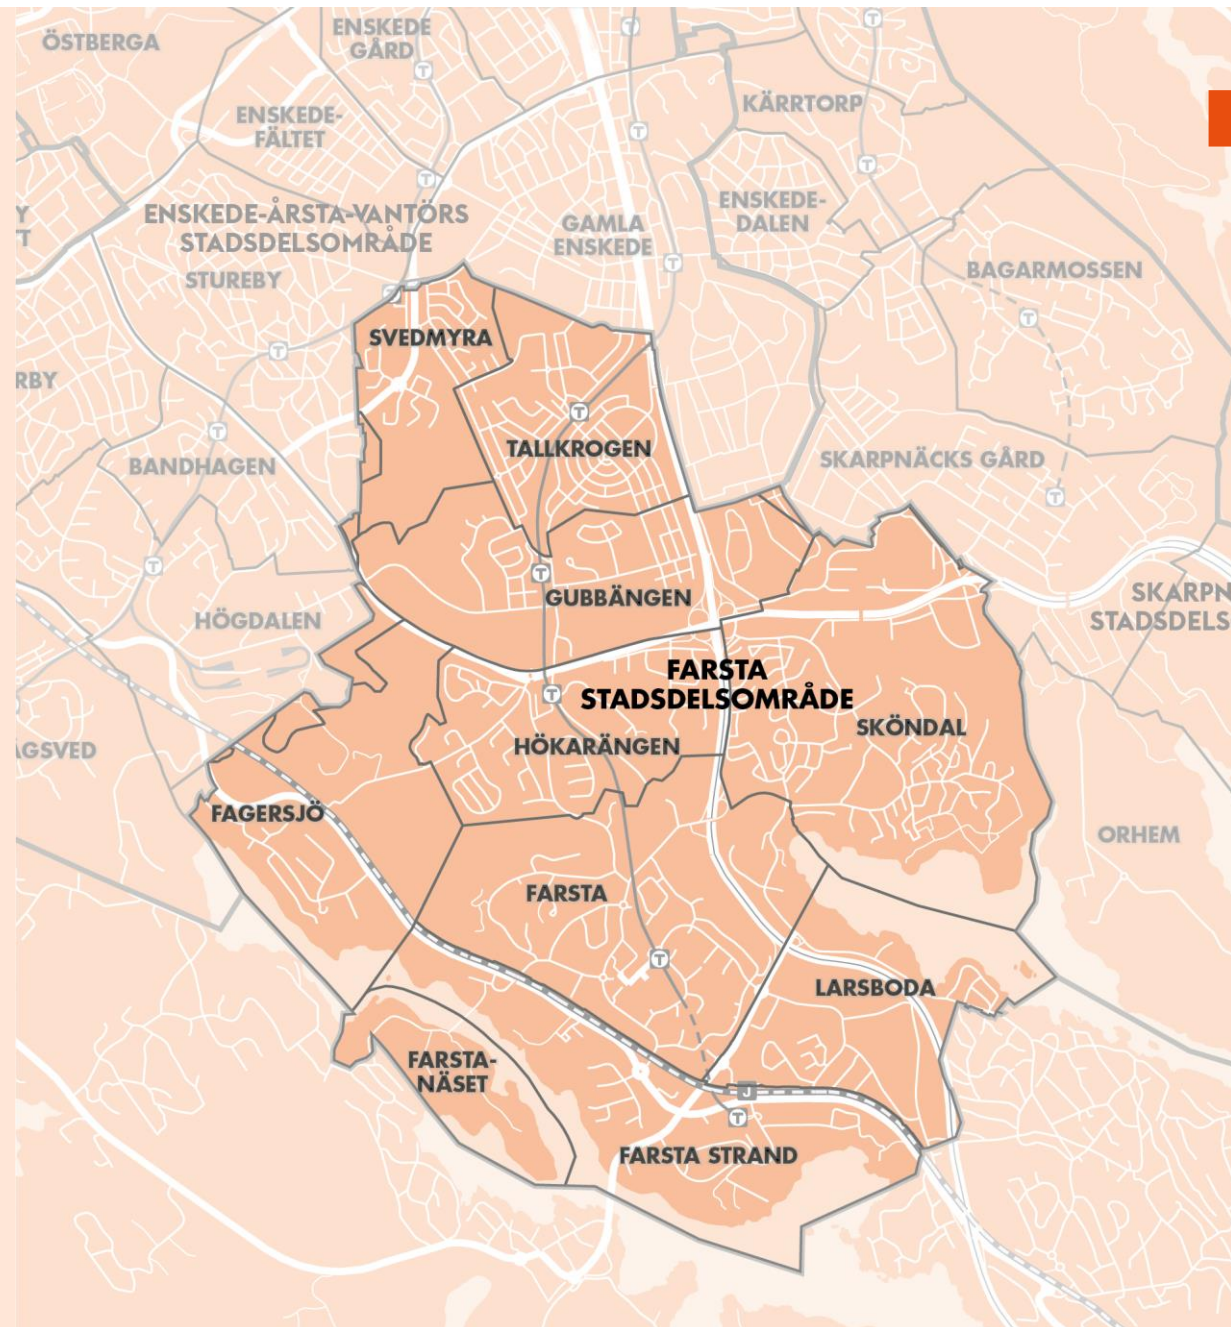 ÖSTBERGA
ENSKEDE
GÅRD
T
T
T
KÄRRTORP
ENSKEDE-
FÄLTET
T
T
T
ENSKEDE-
DALEN
Y
T
ENSKEDE-ÅRSTA-VANTÖRS
STADSDELSOMRÅDE
GAMLA
ENSKEDE
STUREBY
T
BAGARMOSSEN
T
SVEDMYRA
T
RBY
T
TALLKROGEN
T
BANDHAGEN
SKARPNÄCKS GÅRD
T
T
T
GUBBÄNGEN
HÖGDALEN
SKARPN
STADSDELS
FARSTA
STADSDELSOMRÅDE
T
SKÖNDAL
HÖKARÄNGEN
AGSVED
FAGERSJÖ
ORHEM
FARSTA
T
LARSBODA
FARSTA-
NÄSET
J
T
FARSTA STRAND